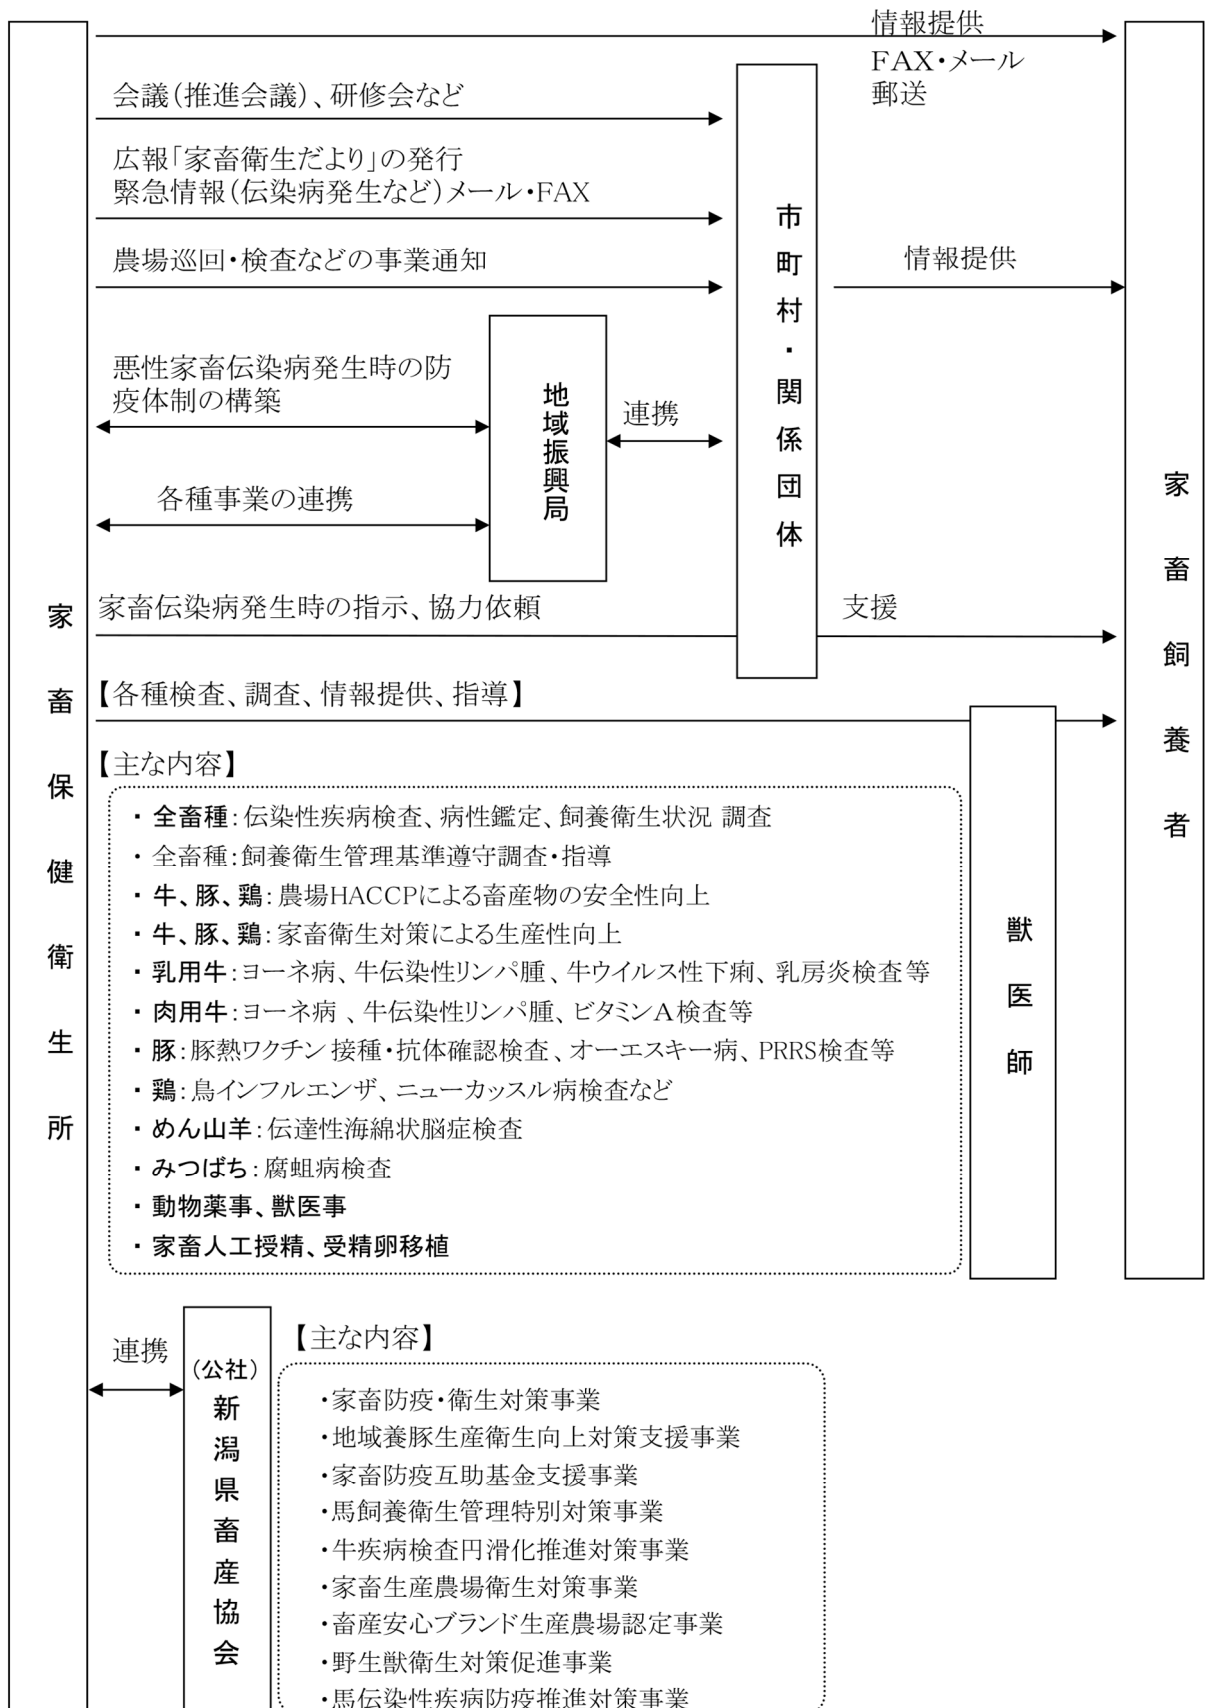 情報提供
FAX・メール
郵送
会議（推進会議）、研修会など
広報「家畜衛生だより」の発行
緊急情報（伝染病発生など）メール・FAX
農場巡回・検査などの事業通知
市町村・関係団体
情報提供
悪性家畜伝染病発生時の防
疫体制の構築
地域振興局
連携
各種事業の連携
家畜伝染病発生時の指示、協力依頼
支援
家畜保健衛生所
家畜飼養者
【各種検査、調査、情報提供、指導】
【主な内容】
・全畜種：伝染性疾病検査、病性鑑定、飼養衛生状況 調査
・全畜種：飼養衛生管理基準遵守調査・指導
・牛、豚、鶏：農場HACCPによる畜産物の安全性向上
・牛、豚、鶏：家畜衛生対策による生産性向上
・乳用牛：ヨーネ病、牛伝染性リンパ腫、牛ウイルス性下痢、乳房炎検査等
・肉用牛：ヨーネ病 、牛伝染性リンパ腫、ビタミンＡ検査等
・豚：豚熱ワクチン 接種・抗体確認検査 、オーエスキー病、PRRS検査等
・鶏：鳥インフルエンザ、ニューカッスル病検査など
・めん山羊：伝達性海綿状脳症検査
・みつばち：腐蛆病検査
・動物薬事、獣医事
・家畜人工授精、受精卵移植
獣医師
連携
（公社）
新潟県畜産協会
【主な内容】
・家畜防疫・衛生対策事業
・地域養豚生産衛生向上対策支援事業
・家畜防疫互助基金支援事業
・馬飼養衛生管理特別対策事業
・牛疾病検査円滑化推進対策事業
・家畜生産農場衛生対策事業
・畜産安心ブランド生産農場認定事業
・野生獣衛生対策促進事業
・馬伝染性疾病防疫推進対策事業